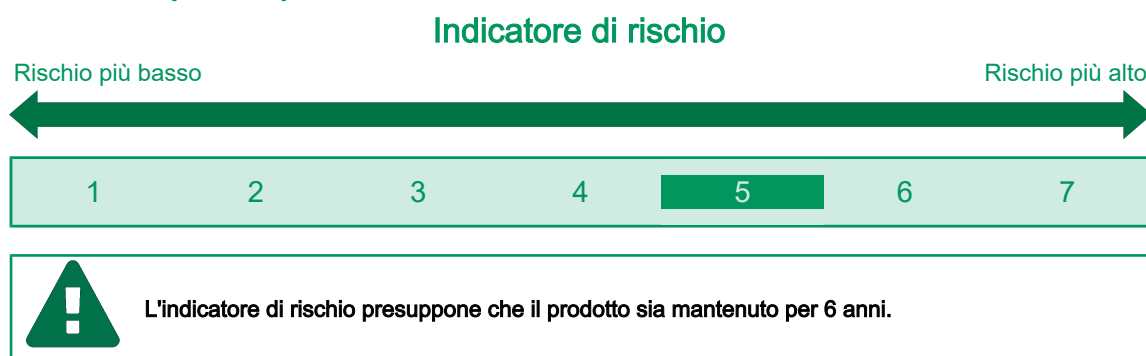 Indicatore di rischio
Rischio più basso Rischio più alto
1 2 3 4 5 6 7
L'indicatore di rischio presuppone che il prodotto sia mantenuto per 6 anni.